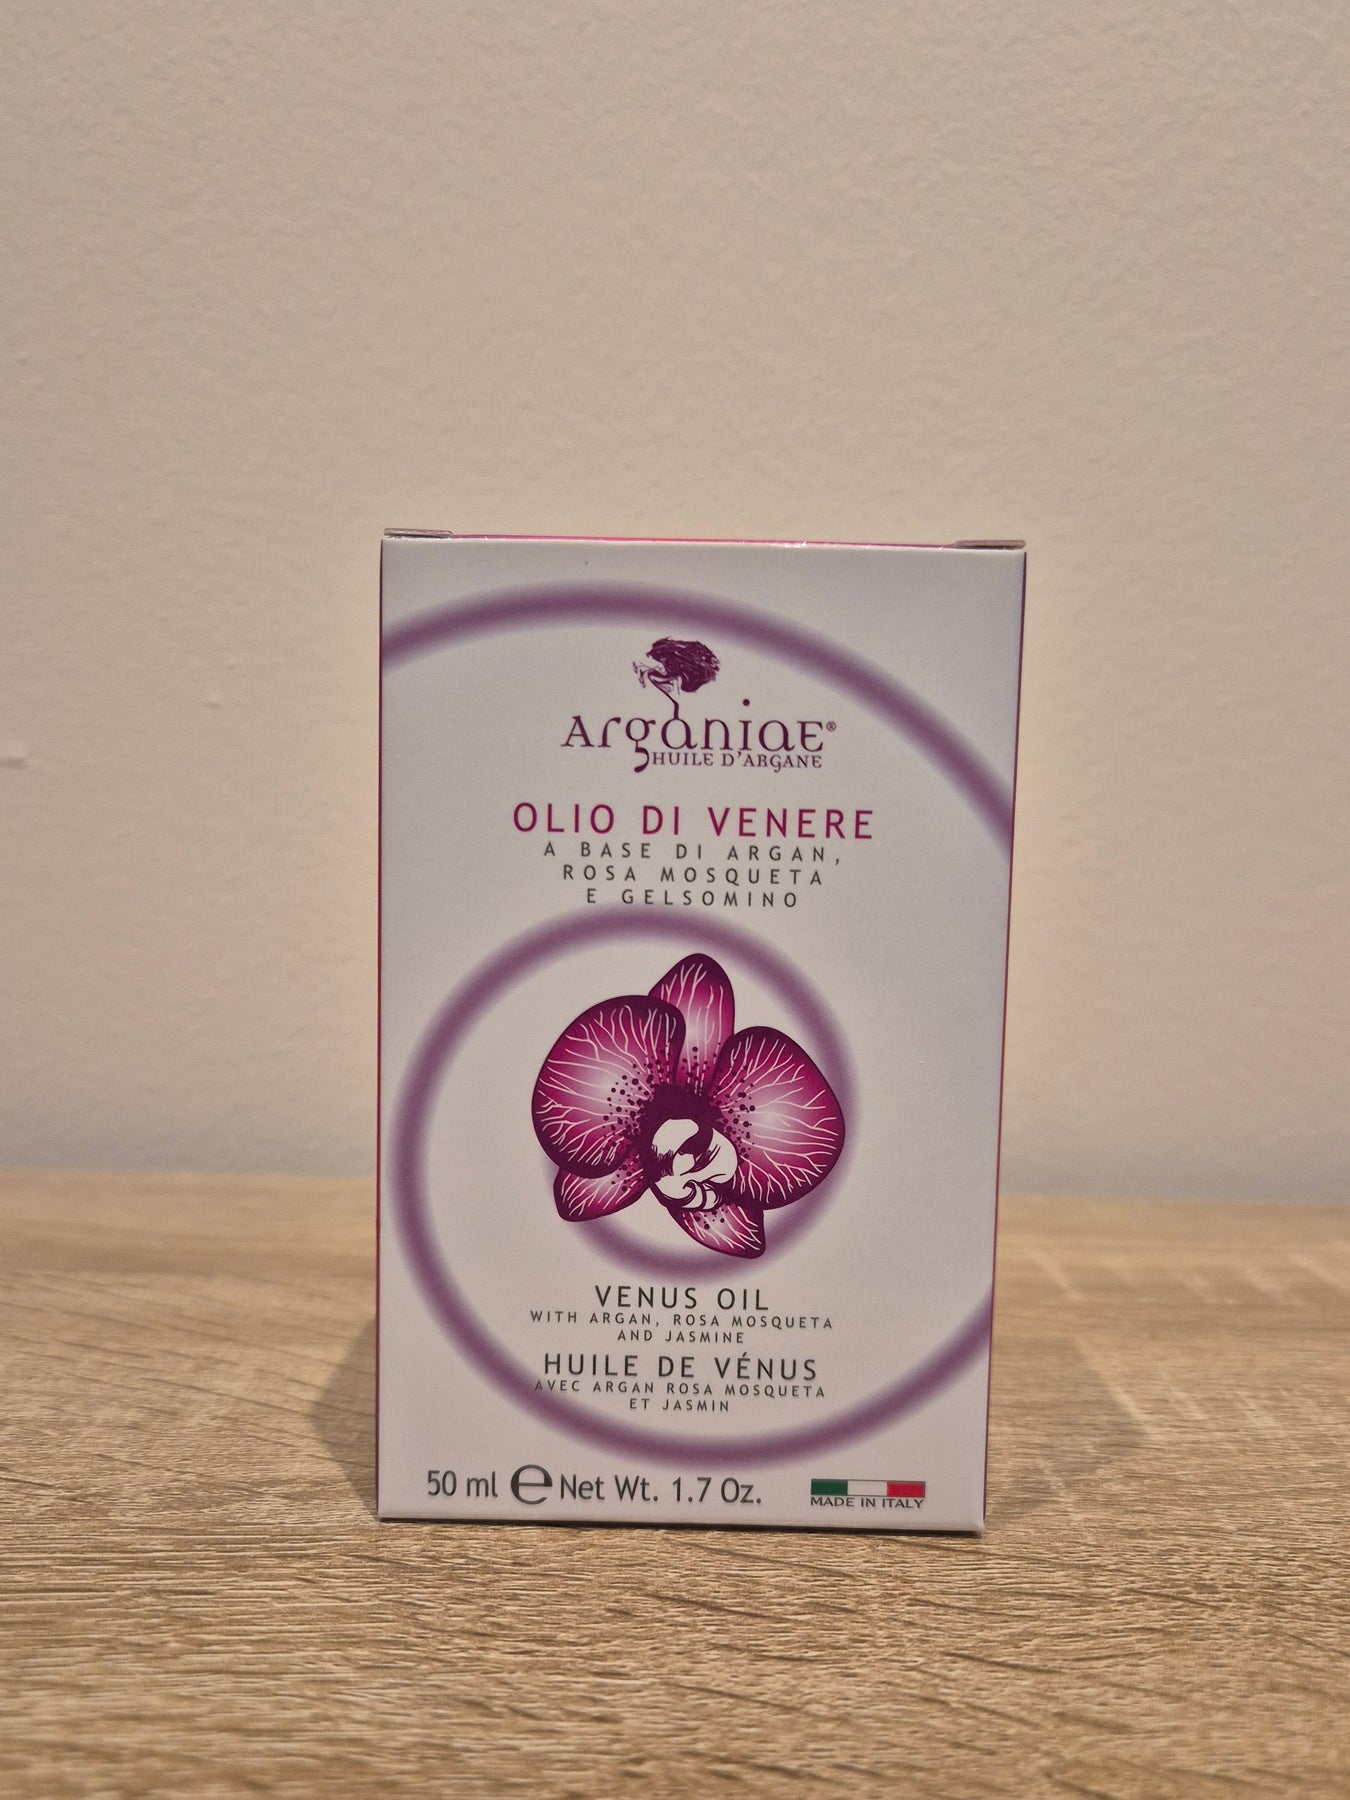 ArganiaE®
HUILE D'ARGANE
OLIO DI VENERE
A BASE DI ARGAN,
ROSA MOSQUETA
E GELSOMINO
VENUS OIL
WITH ARGAN, ROSA MOSQUETA
AND JASMINE
HUILE DE VÉNUS
AVEC ARGAN ROSA MOSQUETA
ET JASMIN
50 ml ℮ Net Wt. 1.7 Oz.
MADE IN ITALY